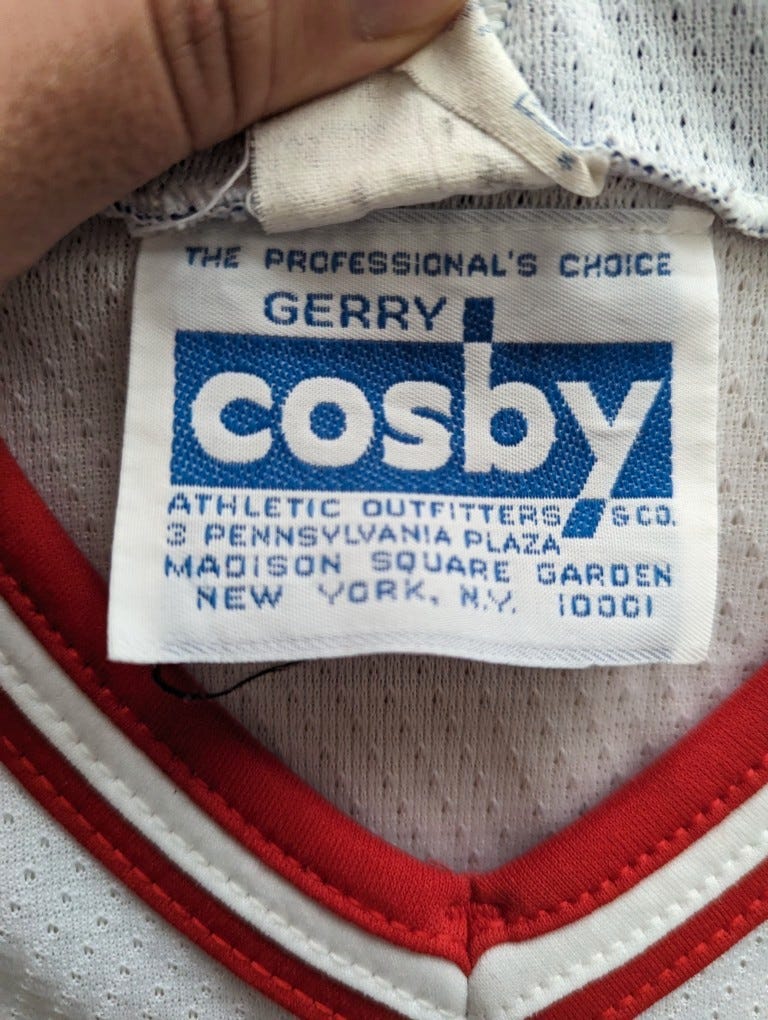 THE PROFESSIONAL'S CHOICE
GERRY
cosby
ATHLETIC OUTFITTERS & CO.
3 PENNSYLVANIA PLAZA
MADISON SQUARE GARDEN
NEW YORK, N.Y. 10001